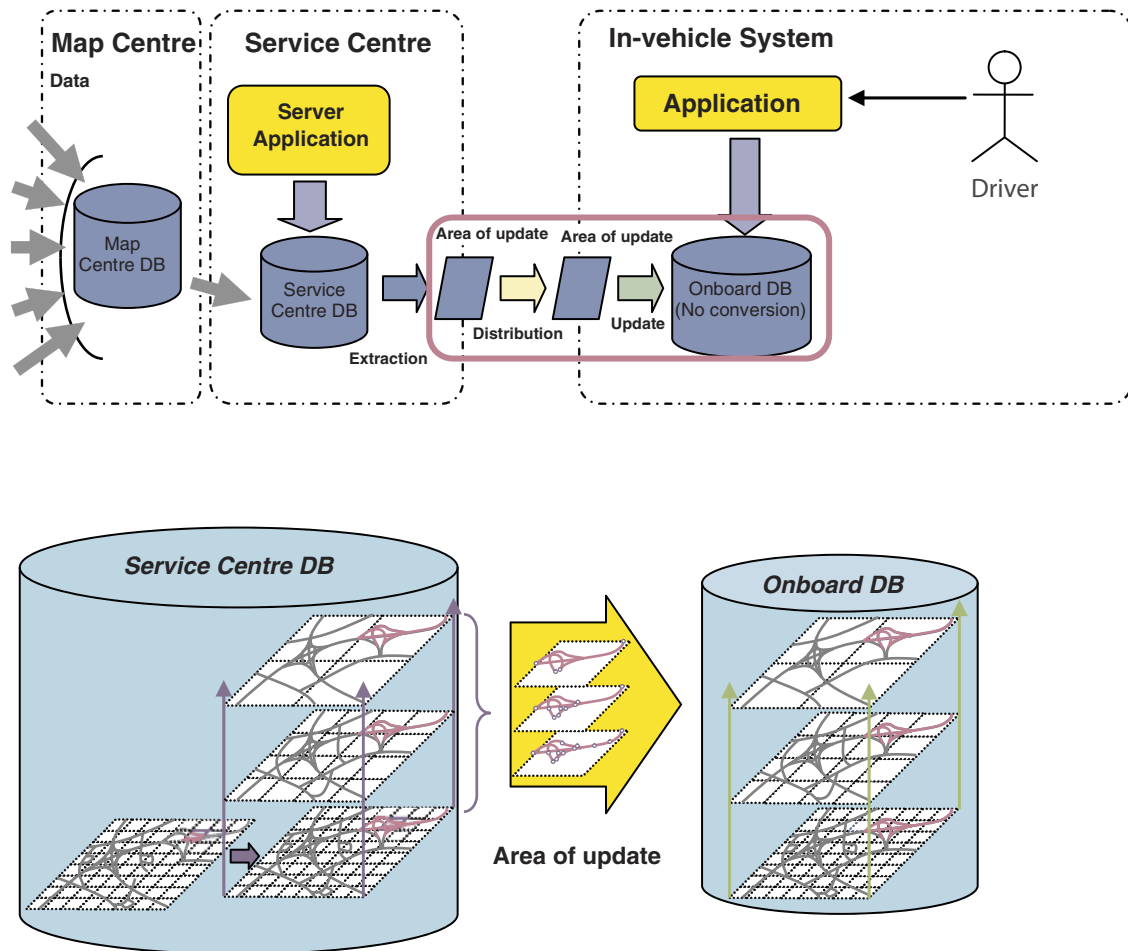 Map Centre
Data
Map
Centre DB
Service Centre
Server
Application
Service
Centre DB
Extraction
Area of update
Distribution
In-vehicle System
Application
Driver
Area of update
Update
Onboard DB
(No conversion)
Service Centre DB
Area of update
Onboard DB